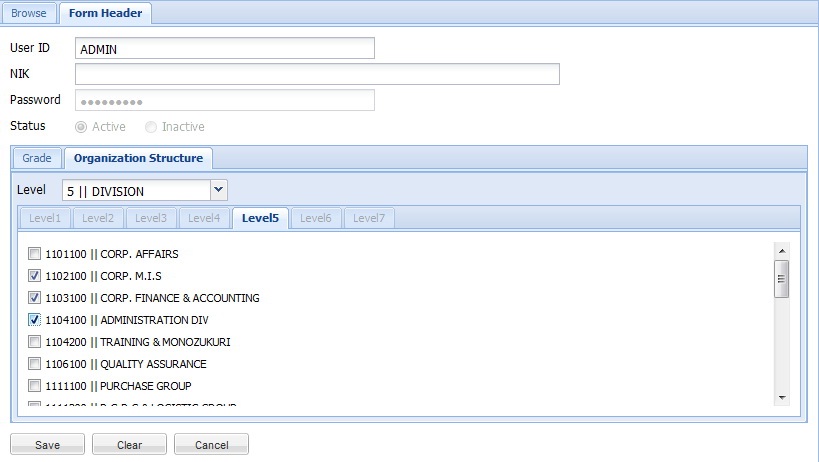 Browse Form Header
User ID ADMIN
NIK
Password
Status Active Inactive
Grade Organization Structure
Level 5 || DIVISION
Level1 Level2 Level3 Level4 Level5 Level6 Level7
1101100 || CORP. AFFAIRS
1102100 || CORP. M.I.S
1103100 || CORP. FINANCE & ACCOUNTING
1104100 || ADMINISTRATION DIV
1104200 || TRAINING & MONOZUKURI
1106100 || QUALITY ASSURANCE
1111100 || PURCHASE GROUP
Save Clear Cancel